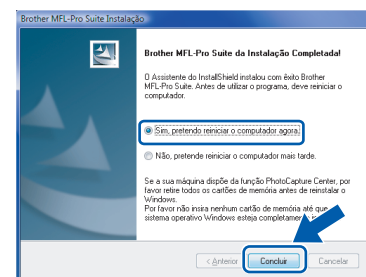 Brother MFL-Pro Suite Instalação
Brother MFL-Pro Suite da Instalação Completada!
O Assistente do InstallShield instalou com êxito Brother
MFL-Pro Suite. Antes de utilizar o programa, deve reiniciar o
computador.
Sim, pretendo reiniciar o computador agora.
Não, pretende reiniciar o computador mais tarde.
Se a sua máquina dispõe da função PhotoCapture Center, por
favor retire todos os cartões de memória antes de reinstalar o
Windows.
Por favor não insira nenhum cartão de memória até que
sistema operativo Windows esteja completamente
< Anterior
Concluir
Cancelar